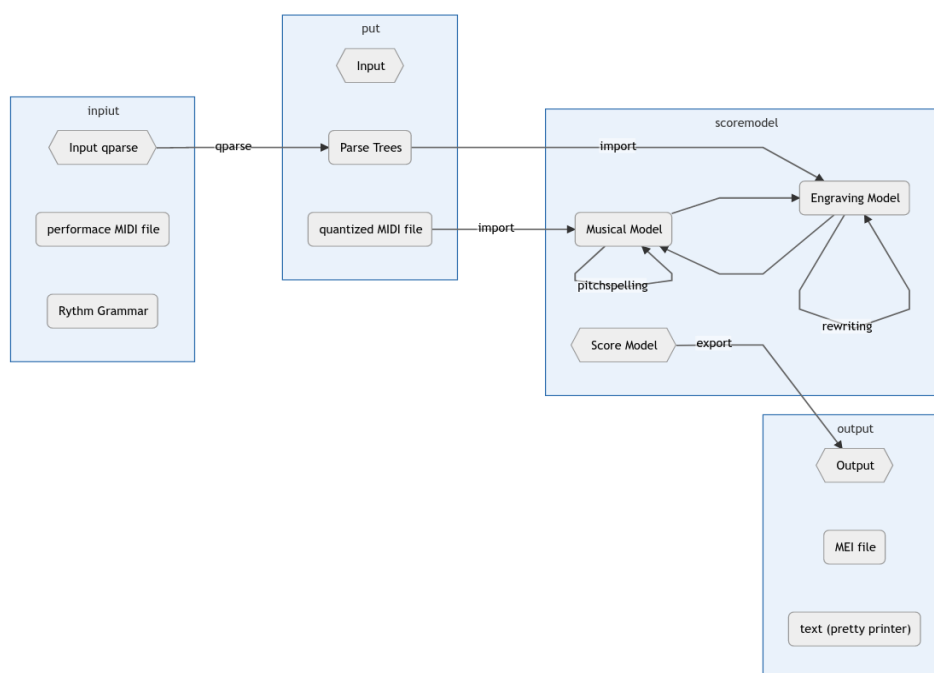 put
Input
inpiut
scoremodel
Input qparse
qparse
Parse Trees
import
Engraving Model
performace MIDI file
quantized MIDI file
import
Musical Model
pitchspelling
Rythm Grammar
rewriting
Score Model
export
output
Output
MEI file
text (pretty printer)